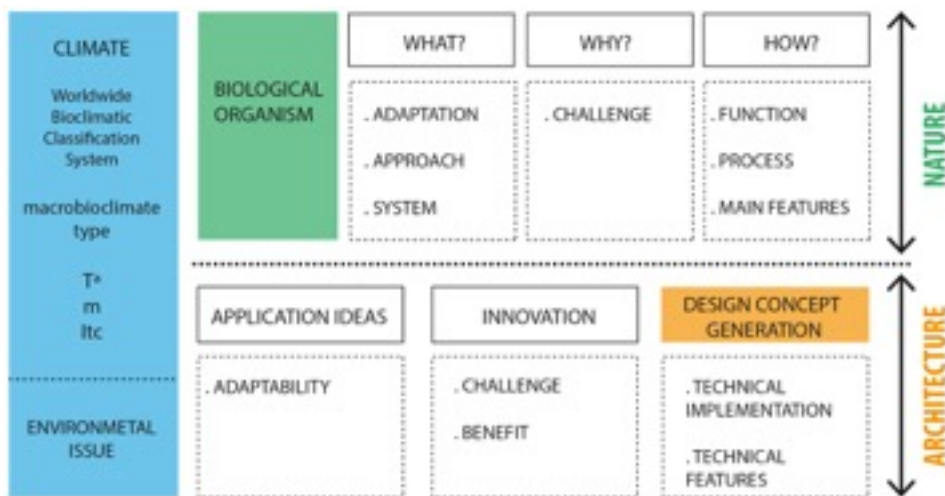 CLIMATE
Worldwide
Bioclimatic
Classification
System
macrobioclimate
type
Tª
m
Itc
ENVIRONMETAL
ISSUE
BIOLOGICAL
ORGANISM
WHAT?
. ADAPTATION
. APPROACH
. SYSTEM
WHY?
. CHALLENGE
HOW?
. FUNCTION
. PROCESS
. MAIN FEATURES
NATURE
APPLICATION IDEAS
. ADAPTABILITY
INNOVATION
. CHALLENGE
. BENEFIT
DESIGN CONCEPT
GENERATION
. TECHNICAL
IMPLEMENTATION
. TECHNICAL
FEATURES
ARCHITECTURE